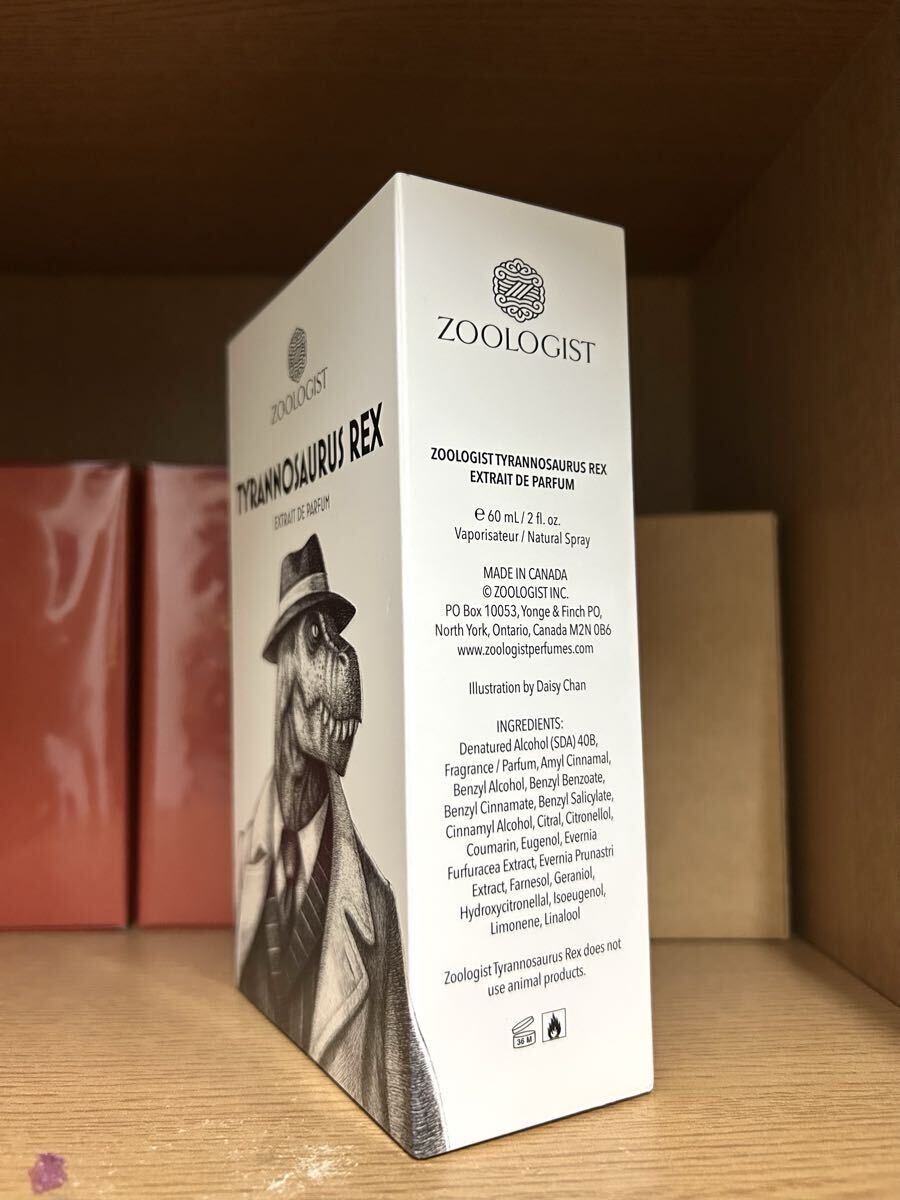 ZOOLOGIST
TYRANNOSAURUS REX
EXTRAIT DE PARFUM
ZOOLOGIST
ZOOLOGIST TYRANNOSAURUS REX
EXTRAIT DE PARFUM
℮ 60 mL / 2 fl. oz.
Vaporisateur / Natural Spray
MADE IN CANADA
© ZOOLOGIST INC.
PO Box 10053, Yonge & Finch PO,
North York, Ontario, Canada M2N 0B6
www.zoologistperfumes.com
Illustration by Daisy Chan
INGREDIENTS:
Denatured Alcohol (SDA) 40B,
Fragrance / Parfum, Amyl Cinnamal,
Benzyl Alcohol, Benzyl Benzoate,
Benzyl Cinnamate, Benzyl Salicylate,
Cinnamyl Alcohol, Citral, Citronellol,
Coumarin, Eugenol, Evernia
Furfuracea Extract, Evernia Prunastri
Extract, Farnesol, Geraniol,
Hydroxycitronellal, Isoeugenol,
Limonene, Linalool
Zoologist Tyrannosaurus Rex does not
use animal products.
36 M